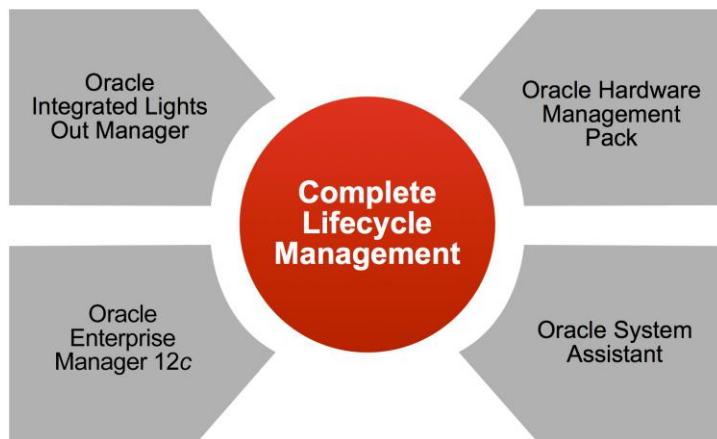 Oracle
Integrated Lights
Out Manager
Oracle Hardware
Management
Pack
Complete
Lifecycle
Management
Oracle
Enterprise
Manager 12c
Oracle System
Assistant